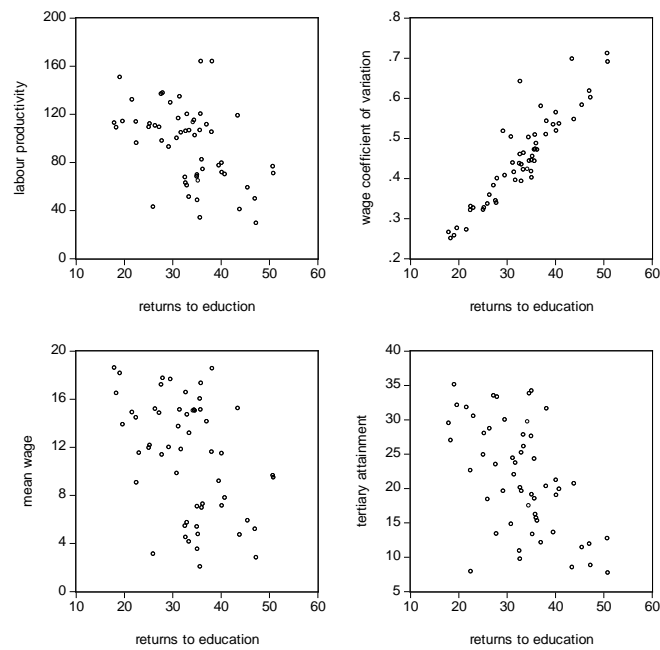 200
160
120
80
40
0
10 20 30 40 50 60
labour productivity
returns to eduction
.8
.7
.6
.5
.4
.3
.2
10 20 30 40 50 60
wage coefficient of variation
returns to education
20
16
12
8
4
0
10 20 30 40 50 60
mean wage
returns to education
40
35
30
25
20
15
10
5
10 20 30 40 50 60
tertiary attainment
returns to education